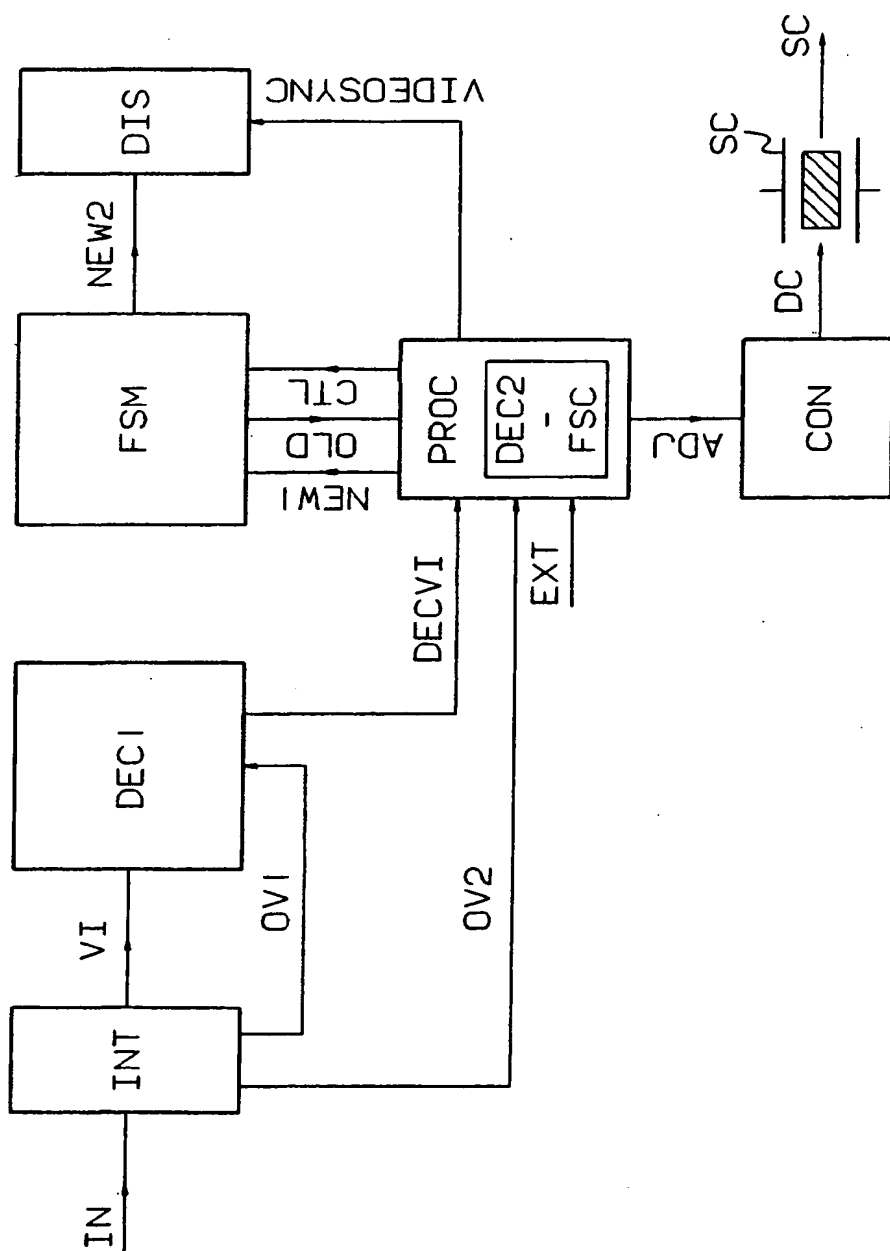 IN
INT
VI
OV1
OV2
DEC1
DECVI
EXT
FSM
NEW1
OLD
CTL
PROC
DEC2
-
FSC
NEW2
DIS
VIDEOSYNC
ADJ
CON
DC
SC
SC